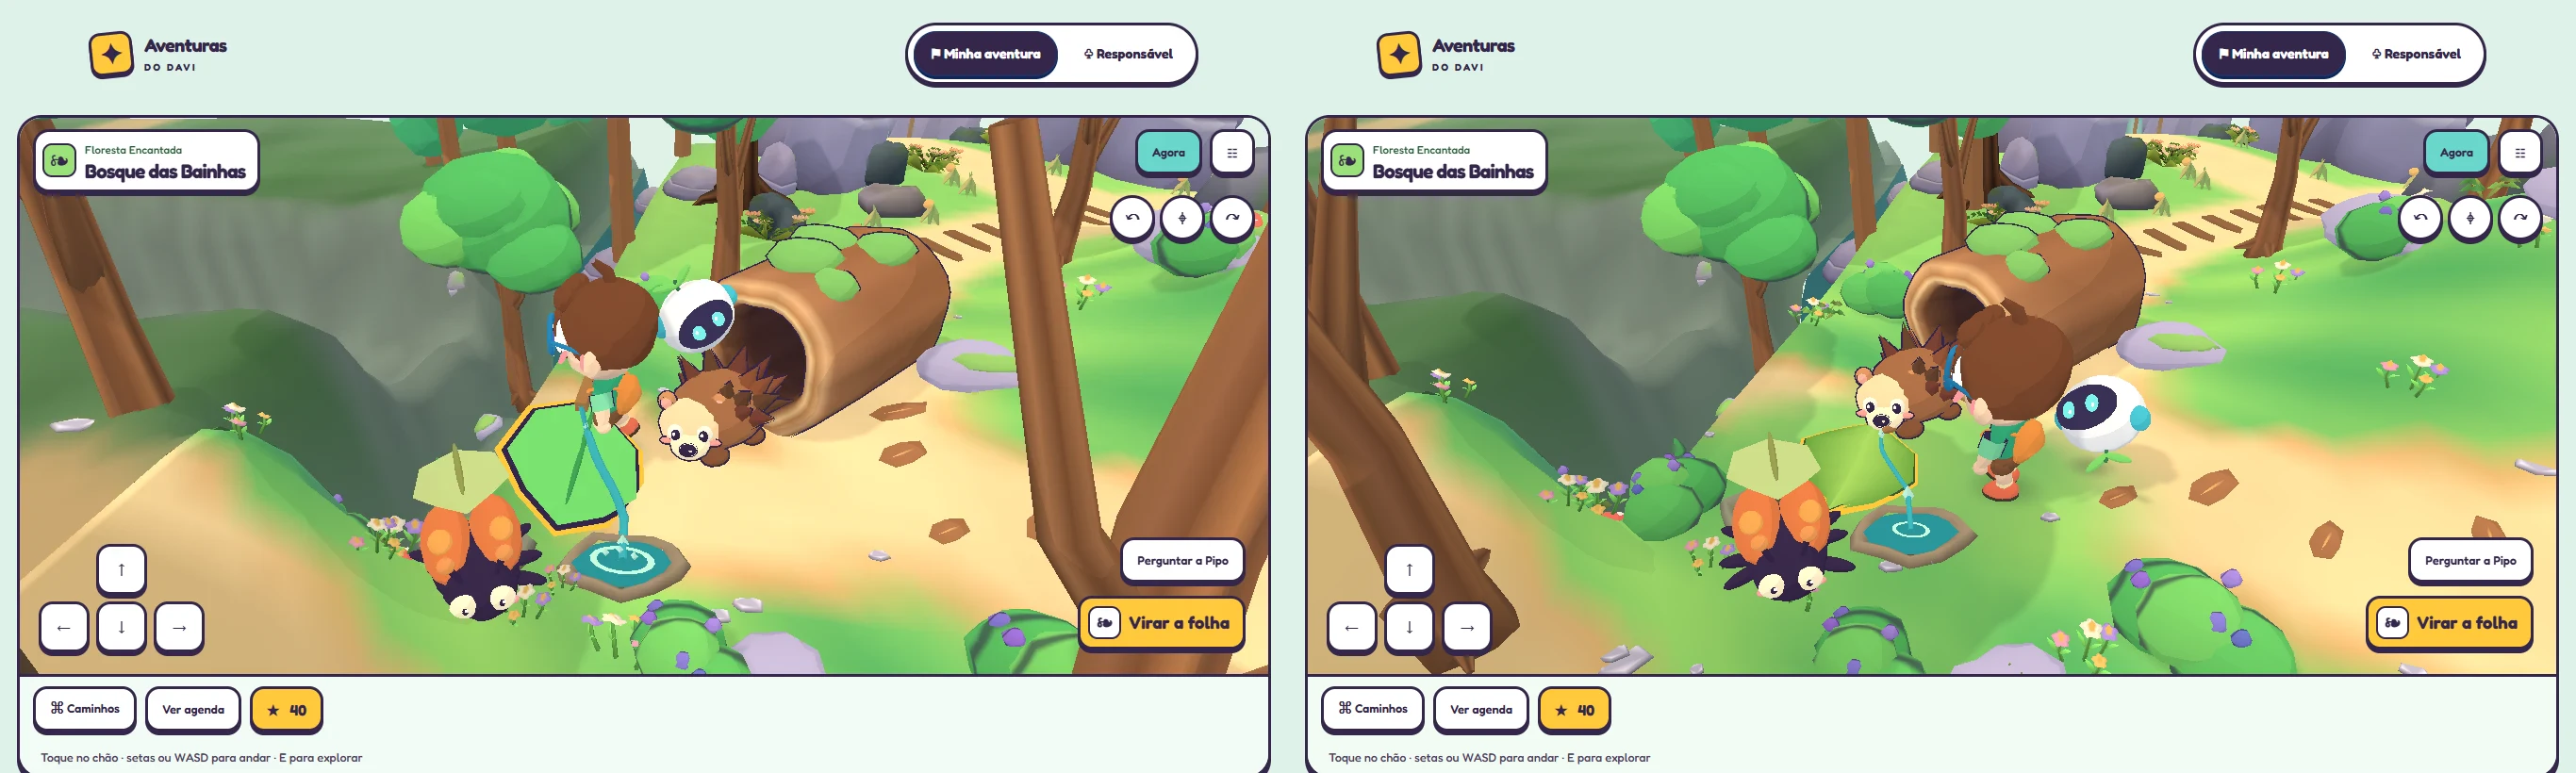 Aventuras
DO DAVI
Minha aventura
Responsável
Floresta Encantada
Bosque das Bainhas
Agora
Perguntar a Pipo
Virar a folha
Caminhos
Ver agenda
40
Toque no chão · setas ou WASD para andar · E para explorar
Aventuras
DO DAVI
Minha aventura
Responsável
Floresta Encantada
Bosque das Bainhas
Agora
Perguntar a Pipo
Virar a folha
Caminhos
Ver agenda
40
Toque no chão · setas ou WASD para andar · E para explorar